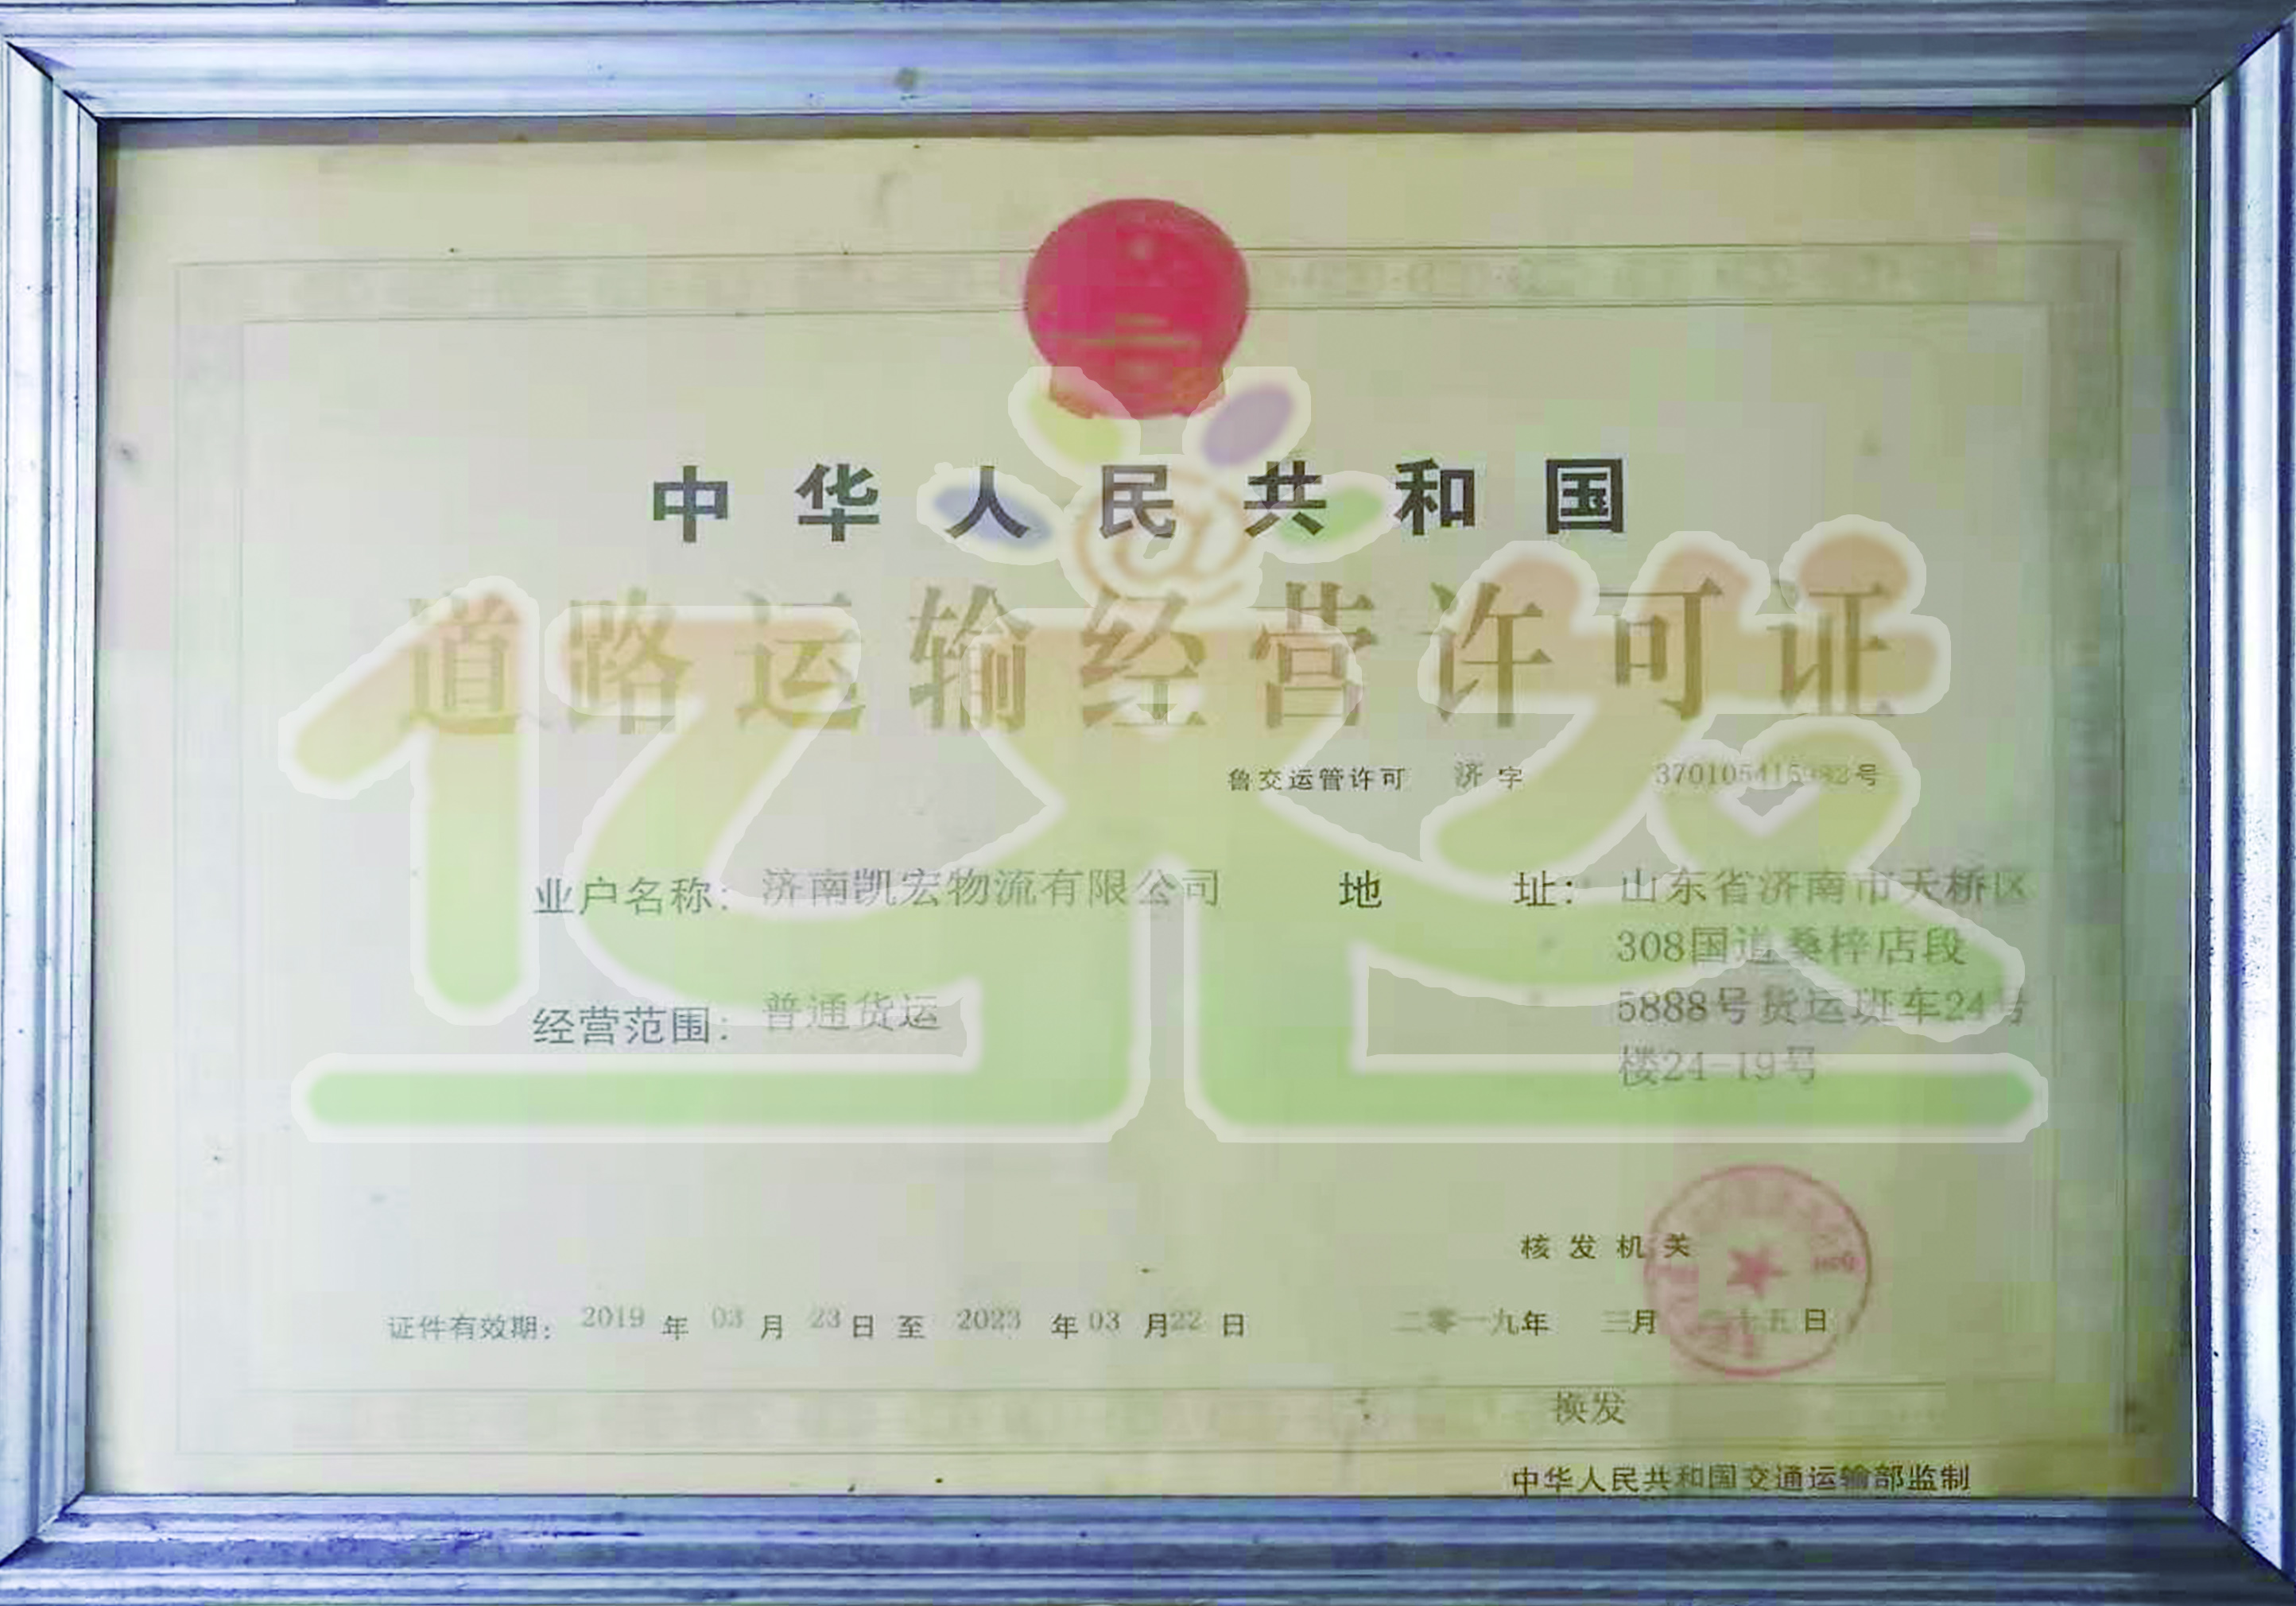 中华人民共和国
道路运输经营许可证
鲁交运管许可 济 字 370105415982号
业户名称: 济南凯宏物流有限公司
地 址: 山东省济南市天桥区
308国道桑梓店段
5888号货运班车24号
楼24-19号
经营范围: 普通货运
核 发 机 关
证件有效期: 2019 年 03 月 23 日 至 2023 年 03 月 22 日
二零一九年 三月 二十五日
换发
中华人民共和国交通运输部监制